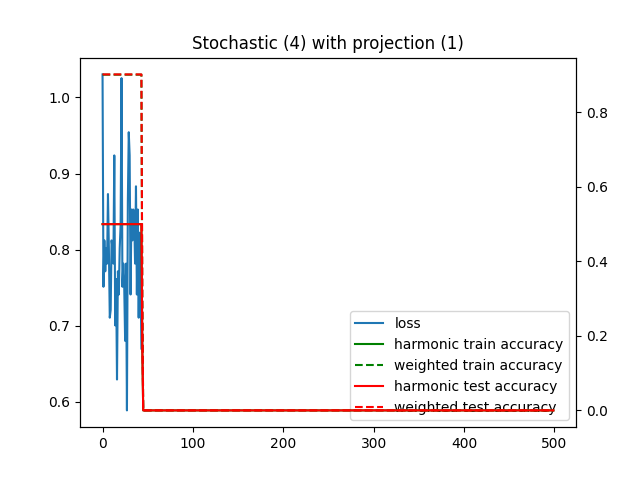 Stochastic (4) with projection (1)
1.0
0.9
0.8
0.7
0.6
0.8
0.6
0.4
0.2
0.0
loss
harmonic train accuracy
weighted train accuracy
harmonic test accuracy
weighted test accuracy
0 100 200 300 400 500